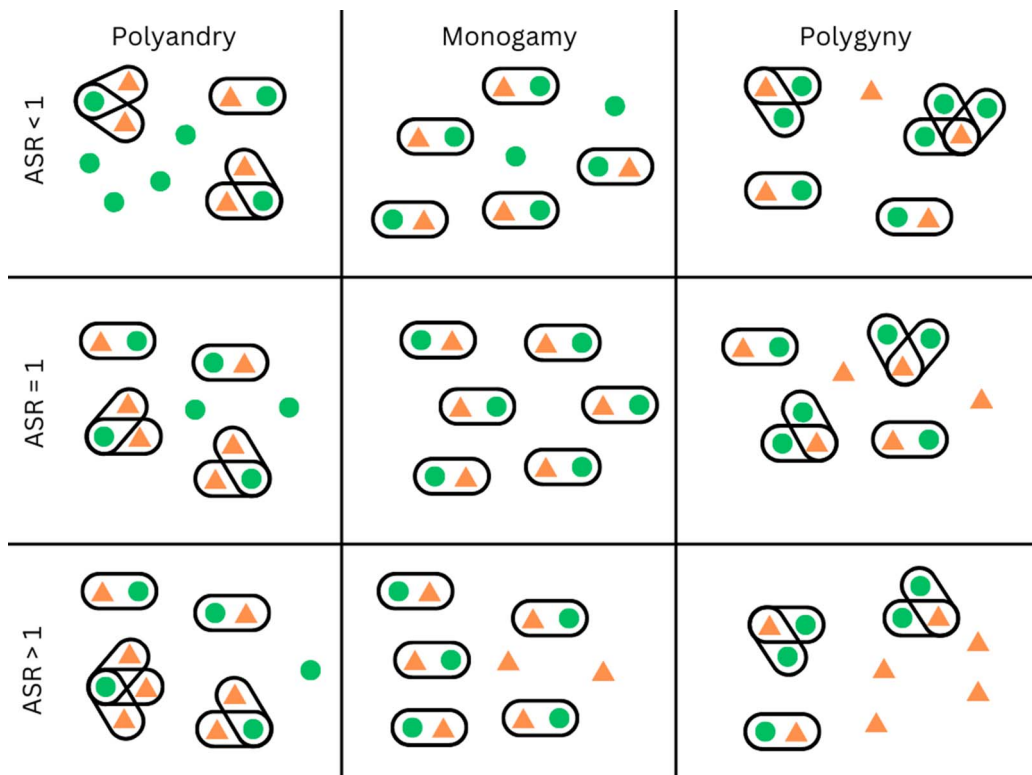 Polyandry
Monogamy
Polygyny
ASR < 1
ASR = 1
ASR > 1